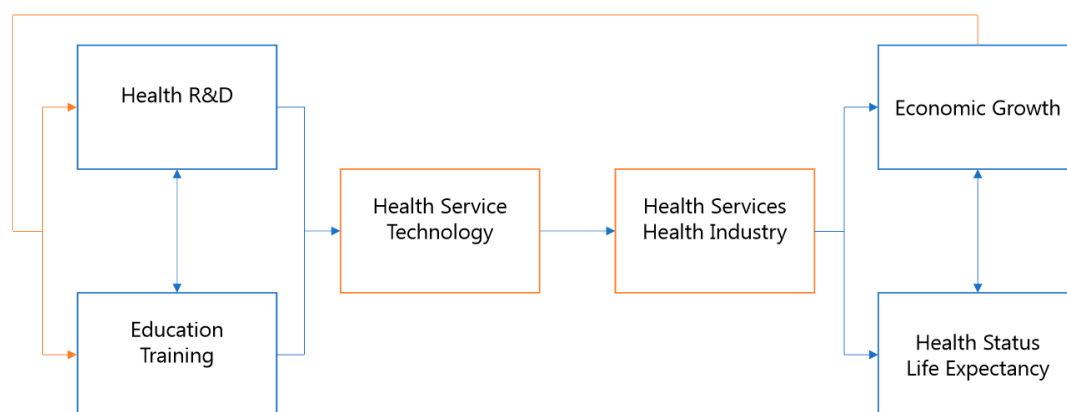 Health R&D
Economic Growth
Health Service
Technology
Health Services
Health Industry
Education
Training
Health Status
Life Expectancy